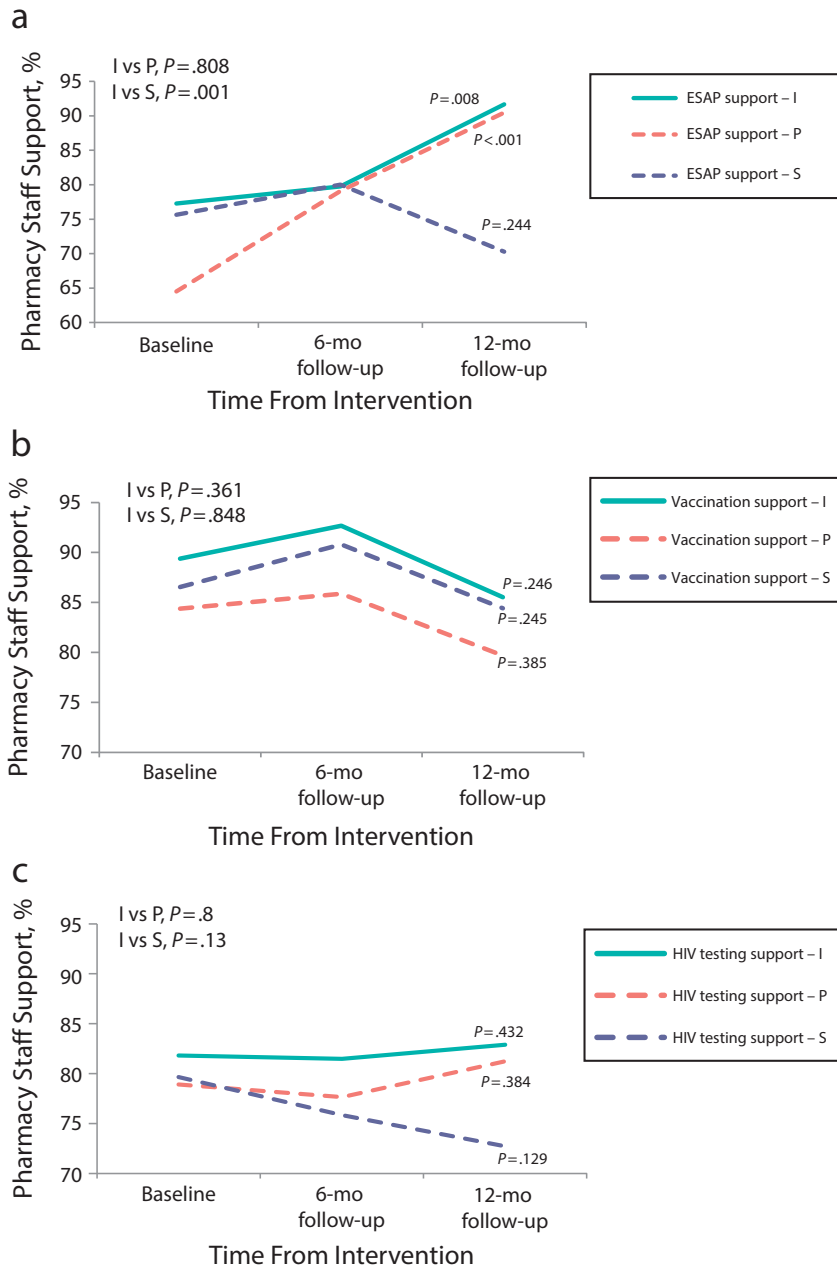 a
I vs P, P=.808
I vs S, P=.001
Pharmacy Staff Support, %
95
90
85
80
75
70
65
60
P=.008
P<.001
P=.244
Baseline
6-mo
follow-up
12-mo
follow-up
Time From Intervention
ESAP support – I
ESAP support – P
ESAP support – S
b
I vs P, P=.361
I vs S, P=.848
Pharmacy Staff Support, %
95
90
85
80
75
70
P=.246
P=.245
P=.385
Baseline
6-mo
follow-up
12-mo
follow-up
Time From Intervention
Vaccination support – I
Vaccination support – P
Vaccination support – S
c
I vs P, P=.8
I vs S, P=.13
Pharmacy Staff Support, %
95
90
85
80
75
70
P=.432
P=.384
P=.129
Baseline
6-mo
follow-up
12-mo
follow-up
Time From Intervention
HIV testing support – I
HIV testing support – P
HIV testing support – S